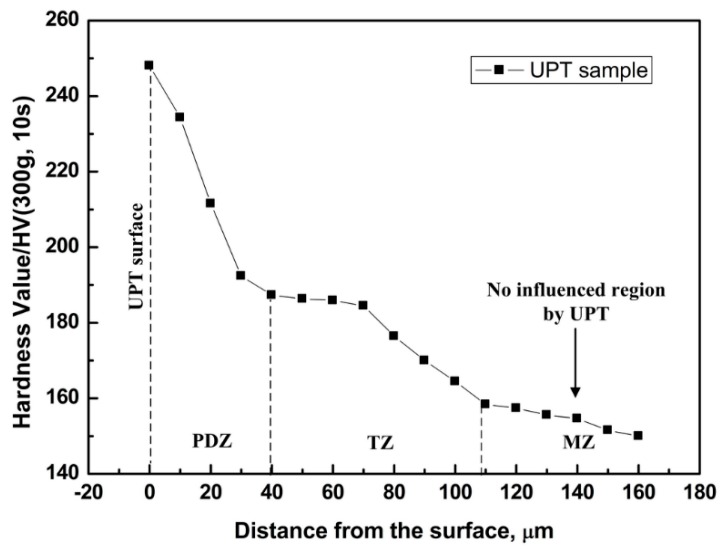 260
240
220
200
180
160
140
Hardness Value/HV(300g, 10s)
UPT sample
UPT surface
No influenced region
by UPT
PDZ
TZ
MZ
-20 0 20 40 60 80 100 120 140 160 180
Distance from the surface, μm